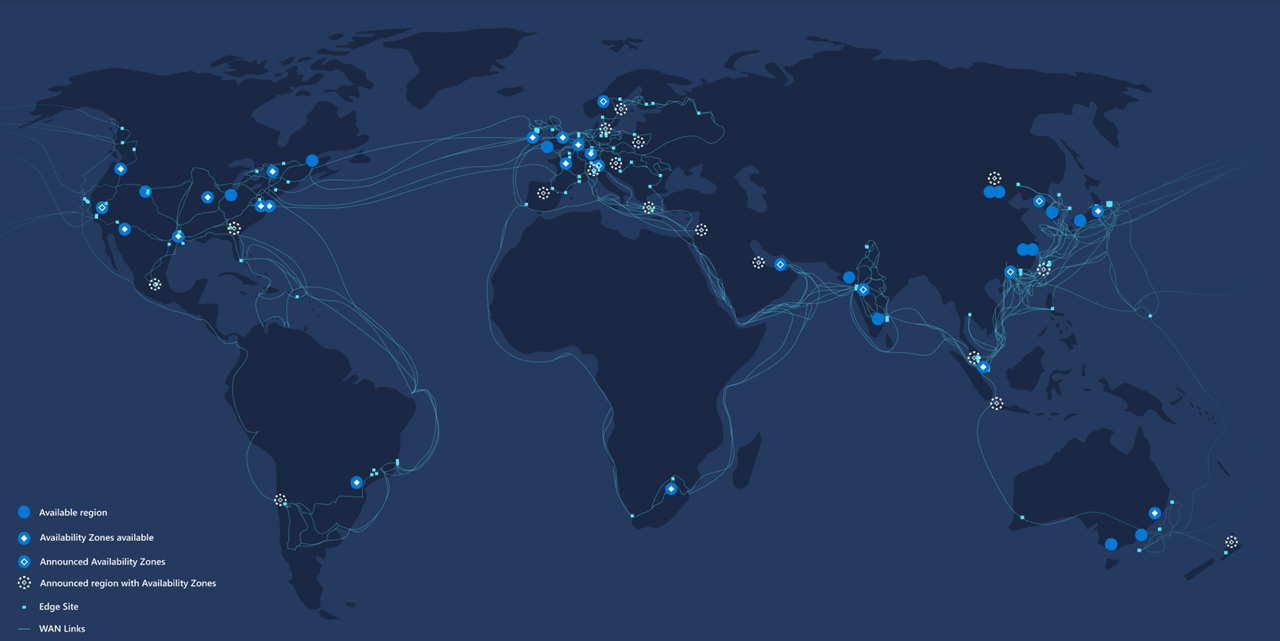 Available region
Availability Zones available
Announced Availability Zones
Announced region with Availability Zones
Edge Site
WAN Links